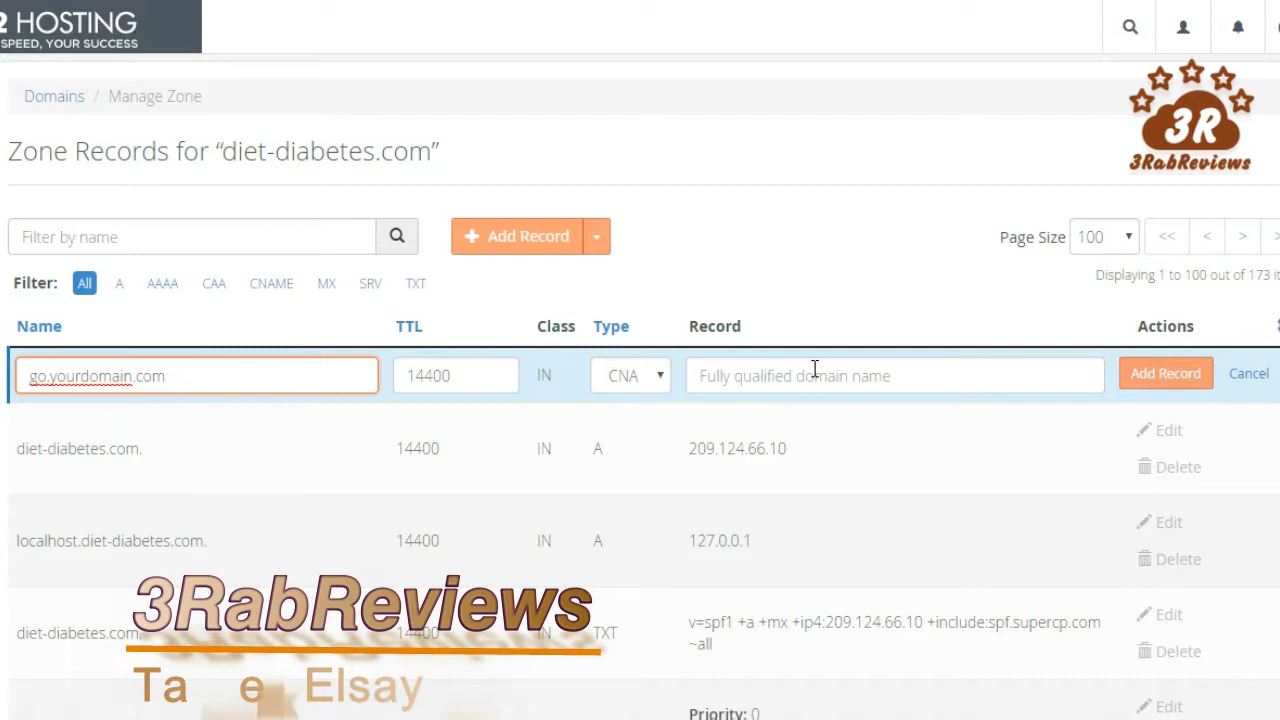 2 HOSTING
SPEED, YOUR SUCCESS
Domains / Manage Zone
3R
3RabReviews
Zone Records for “diet-diabetes.com”
Filter by name
Add Record
Page Size 100 << < >
Displaying 1 to 100 out of 173
Filter: All A AAAA CAA CNAME MX SRV TXT
Name TTL Class Type Record Actions
go.yourdomain.com 14400 IN CNA Fully qualified domain name Add Record Cancel
diet-diabetes.com. 14400 IN A 209.124.66.10 Edit
Delete
localhost.diet-diabetes.com. 14400 IN A 127.0.0.1 Edit
Delete
3RabReviews
diet-diabetes.com. 14400 IN TXT v=spf1 +a +mx +ip4:209.124.66.10 +include:spf.supercp.com
~all
Edit
Delete
Ta e Elsay
Priority: 0
Edit